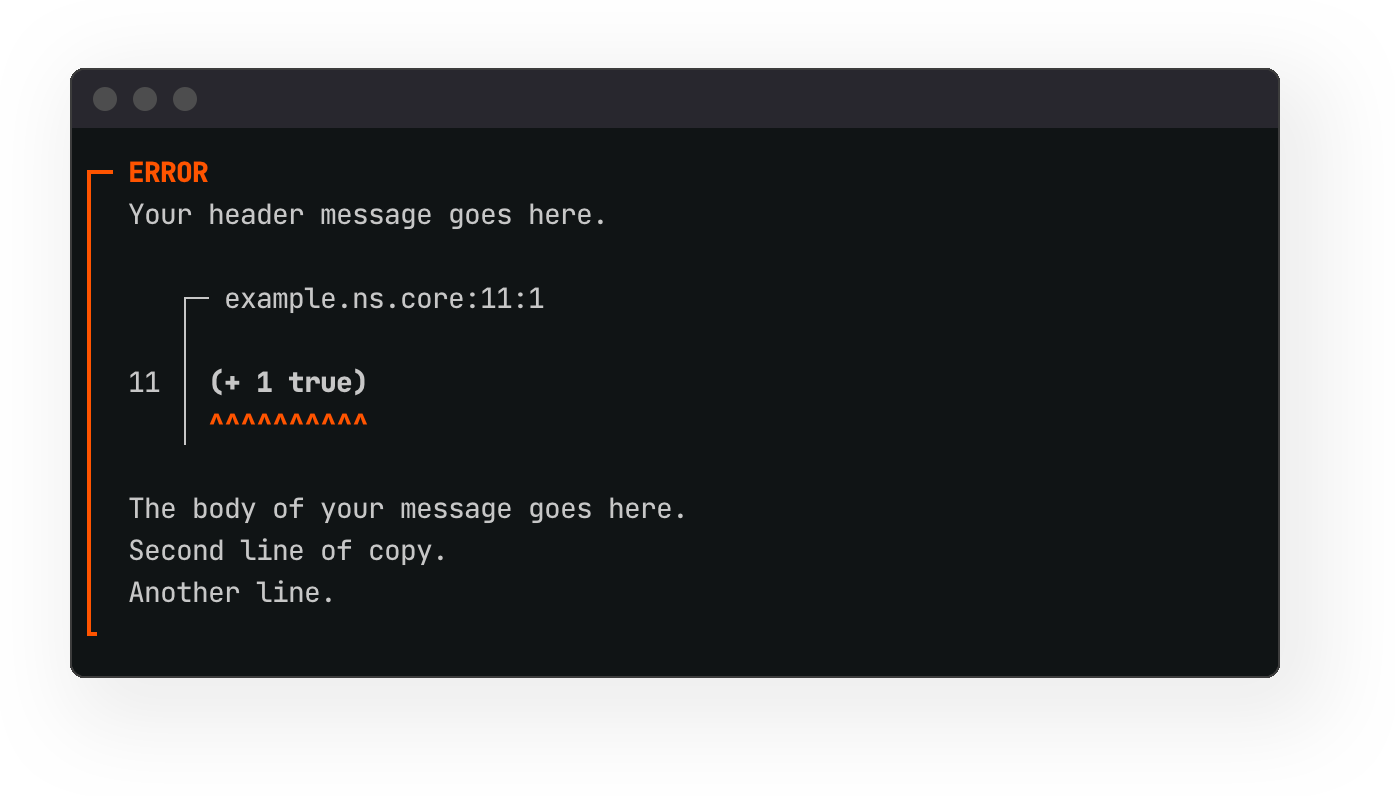 ERROR
Your header message goes here.
example.ns.core:11:1
11 (+ 1 true)
^^^^^^^^^^
The body of your message goes here.
Second line of copy.
Another line.